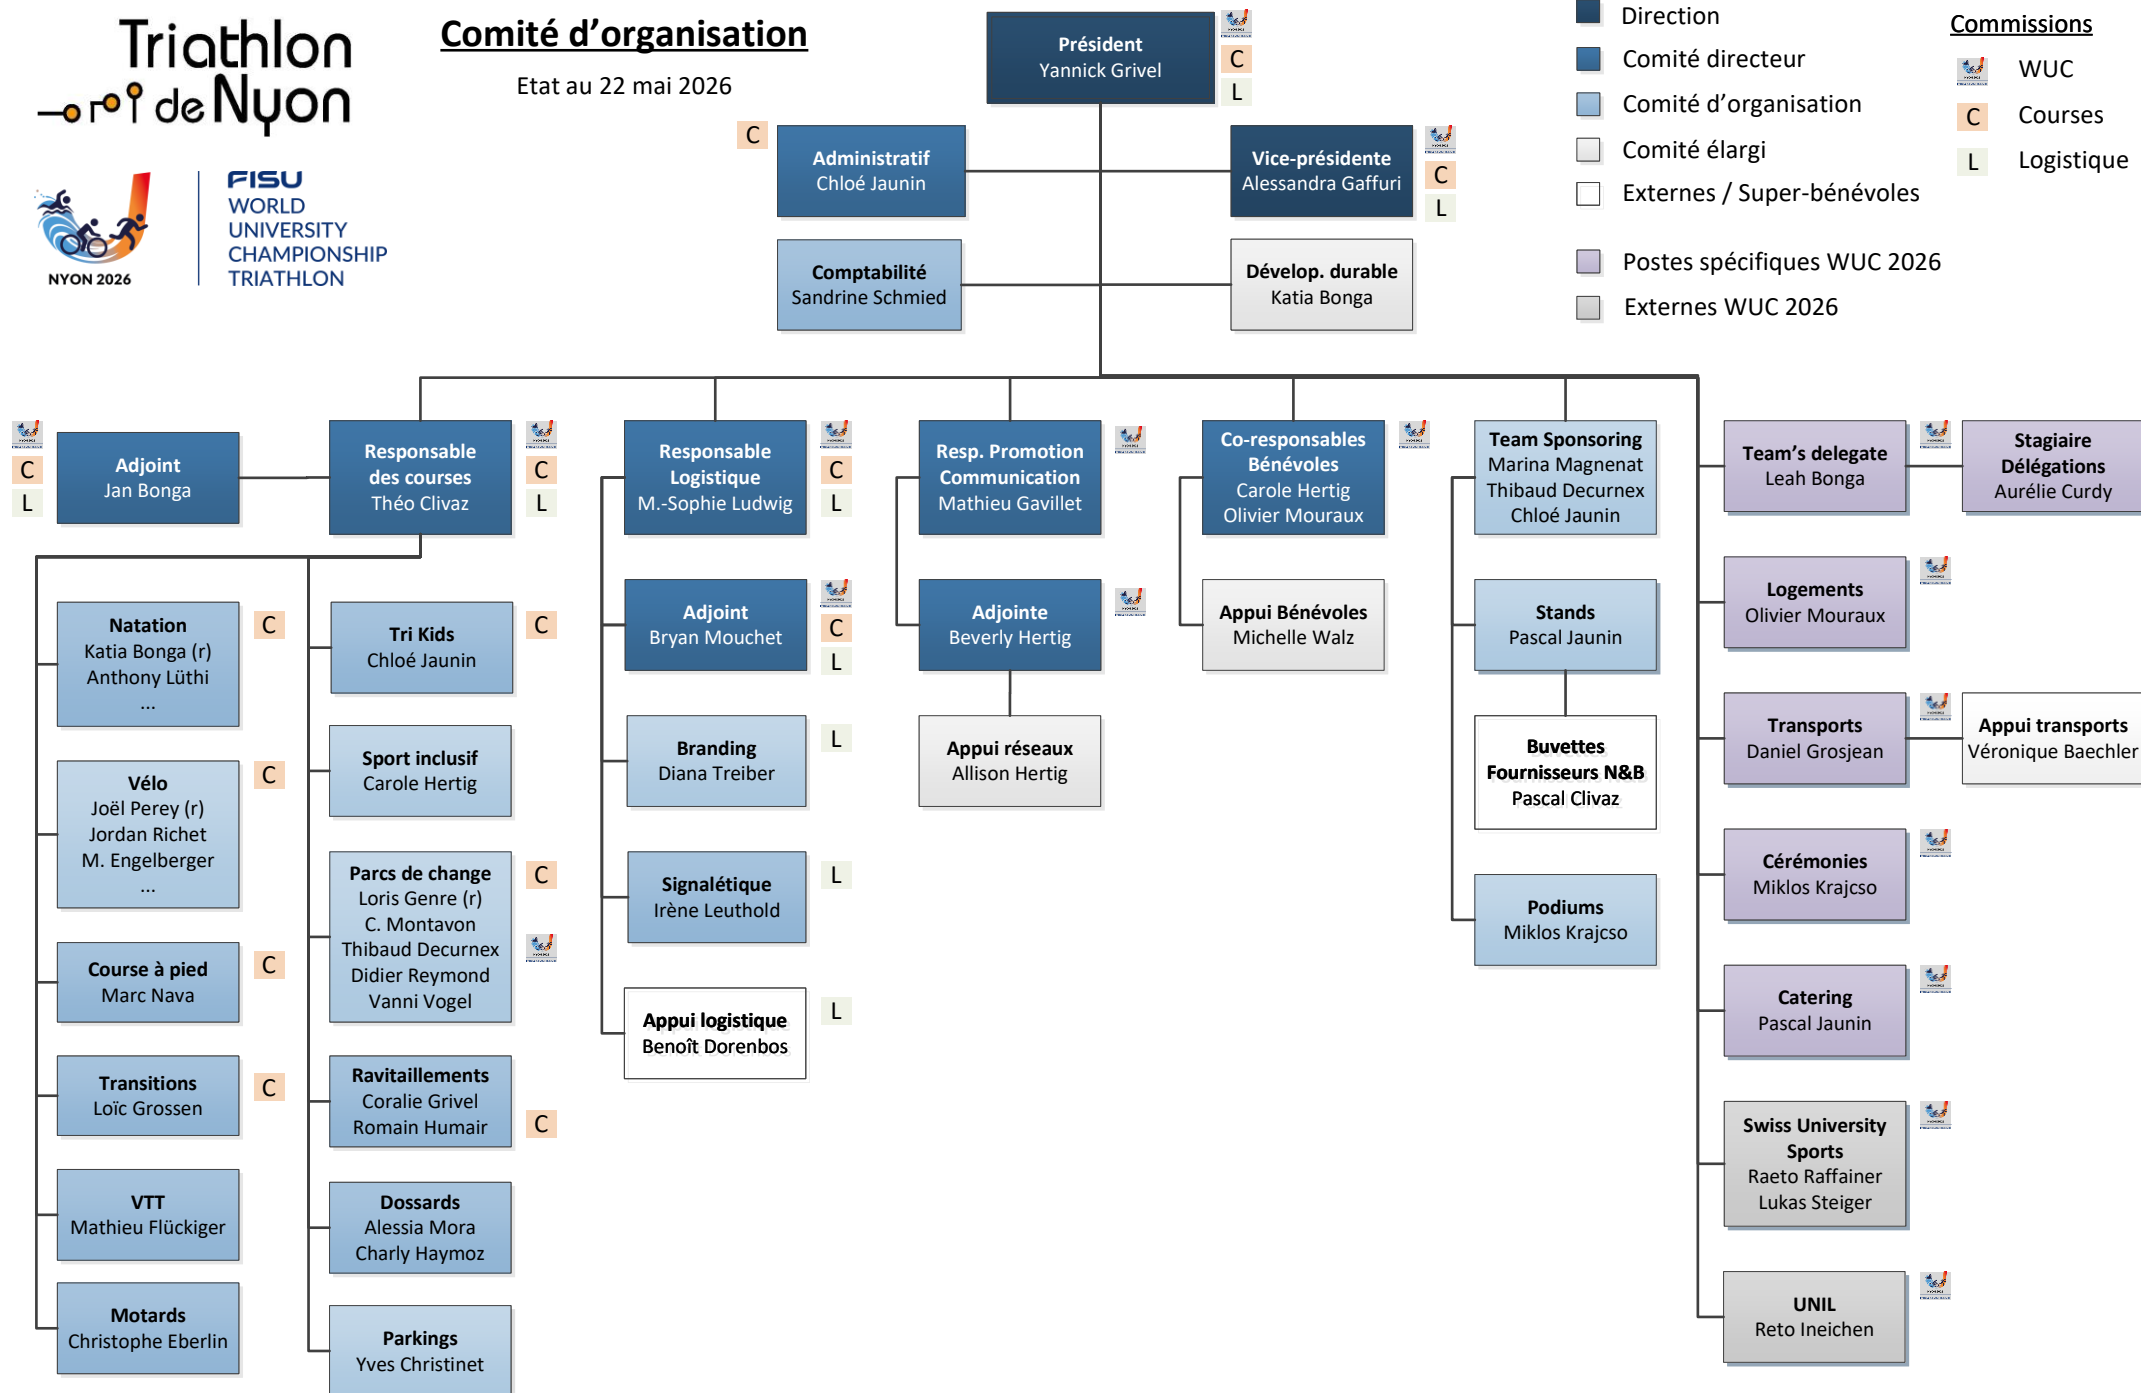 Triathlon
de Nyon
NYON 2026
FISU
WORLD
UNIVERSITY
CHAMPIONSHIP
TRIATHLON
Comité d'organisation
Etat au 22 mai 2026
Président
Yannick Grivel
C
L
Direction
Comité directeur
Comité d'organisation
Comité élargi
Externes / Super-bénévoles
Postes spécifiques WUC 2026
Externes WUC 2026
Commissions
WUC
C Courses
L Logistique
C
Administratif
Chloé Jaunin
Vice-présidente
Alessandra Gaffuri
C
L
Comptabilité
Sandrine Schmied
Dévelop. durable
Katia Bonga
C
L
Adjoint
Jan Bonga
Responsable
des courses
Théo Clivaz
C
L
Responsable
Logistique
M.-Sophie Ludwig
C
L
Resp. Promotion
Communication
Mathieu Gavillet
Co-responsables
Bénévoles
Carole Hertig
Olivier Mouraux
Team Sponsoring
Marina Magnenat
Thibaud Decurnex
Chloé Jaunin
Team's delegate
Leah Bonga
Stagiaire
Délégations
Aurélie Curdy
Natation
Katia Bonga (r)
Anthony Lüthi
...
C
Vélo
Joël Perey (r)
Jordan Richet
M. Engelberger
...
C
Course à pied
Marc Nava
C
Transitions
Loïc Grossen
C
VTT
Mathieu Flückiger
Motards
Christophe Eberlin
Tri Kids
Chloé Jaunin
C
Sport inclusif
Carole Hertig
Parcs de change
Loris Genre (r)
C. Montavon
Thibaud Decurnex
Didier Reymond
Vanni Vogel
C
Ravitaillements
Coralie Grivel
Romain Humair
C
Dossards
Alessia Mora
Charly Haymoz
Parkings
Yves Christinet
Adjoint
Bryan Mouchet
C
L
Branding
Diana Treiber
L
Signalétique
Irène Leuthold
L
Appui logistique
Benoît Dorenbos
L
Adjointe
Beverly Hertig
Appui réseaux
Allison Hertig
Appui Bénévoles
Michelle Walz
Stands
Pascal Jaunin
Buvettes
Fournisseurs N&B
Pascal Clivaz
Podiums
Miklos Krajcso
Logements
Olivier Mouraux
Transports
Daniel Grosjean
Appui transports
Véronique Baechler
Cérémonies
Miklos Krajcso
Catering
Pascal Jaunin
Swiss University
Sports
Raeto Raffainer
Lukas Steiger
UNIL
Reto Ineichen